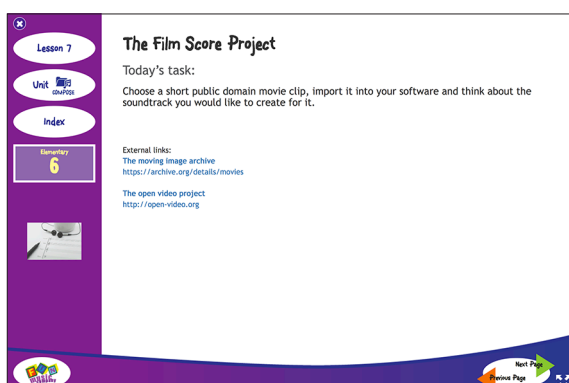 Lesson 7
Unit
COMPOSE
Index
Elementary
6
The Film Score Project
Today's task:
Choose a short public domain movie clip, import it into your software and think about the
soundtrack you would like to create for it.
External links:
The moving image archive
https://archive.org/details/movies
The open video project
http://open-video.org
Next Page
Previous Page